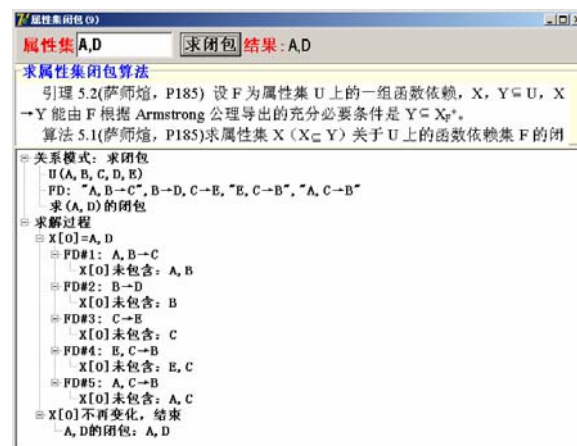 属性集闭包(9)
属性集 A,D 求闭包 结果: A,D
求属性集闭包算法
引理 5.2(萨师煊, P185) 设 F 为属性集 U 上的一组函数依赖, X, Y⊆U, X
→Y 能由 F 根据 Armstrong 公理导出的充分必要条件是 Y⊆X_F⁺。
算法 5.1(萨师煊, P185)求属性集 X (X⊆Y) 关于 U 上的函数依赖集 F 的闭
关系模式: 求闭包
U(A, B, C, D, E)
FD: "A, B→C", B→D, C→E, "E, C→B", "A, C→B"
求(A, D)的闭包
求解过程
X[0]=A, D
FD#1: A, B→C
X[0]未包含: A, B
FD#2: B→D
X[0]未包含: B
FD#3: C→E
X[0]未包含: C
FD#4: E, C→B
X[0]未包含: E, C
FD#5: A, C→B
X[0]未包含: A, C
X[0]不再变化, 结束
A, D的闭包: A, D